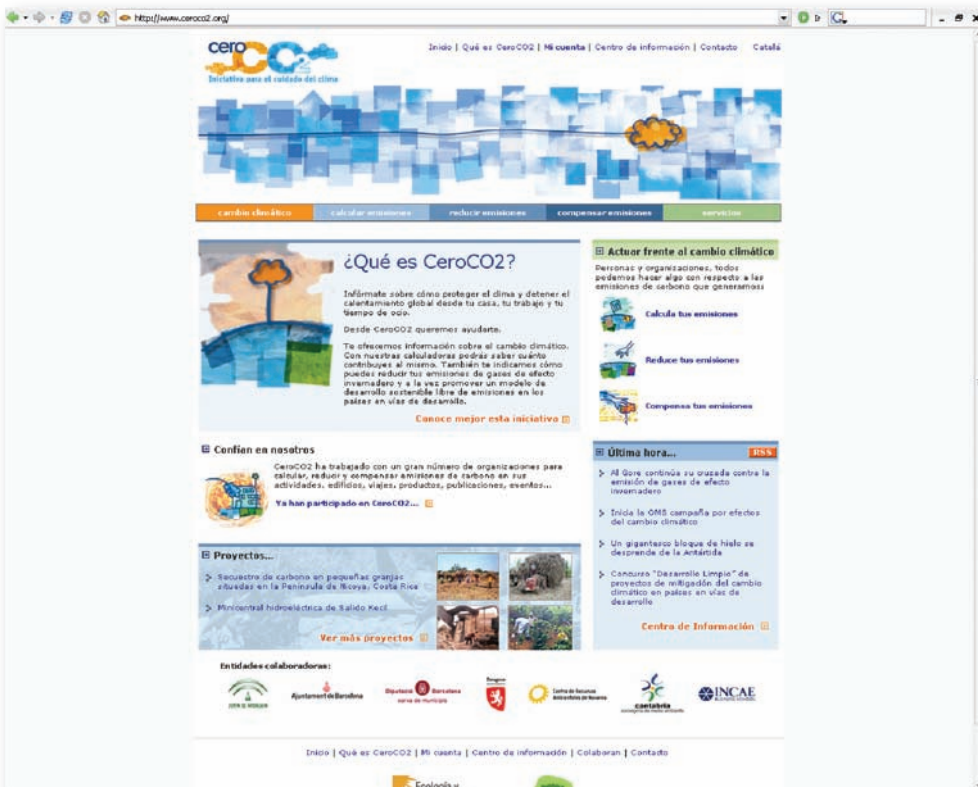 http://www.ceroco2.org/
G
cero CO2
Iniciativa para el cuidado del clima
Inicio | Qué es CeroCO2 | Mi cuenta | Centro de información | Contacto Català
cambio climático calcular emisiones reducir emisiones compensar emisiones servicios
¿Qué es CeroCO2?
Infórmate sobre cómo proteger el clima y detener el
calentamiento global desde tu casa, tu trabajo y tu
tiempo de ocio.
Desde CeroCO2 queremos ayudarte.
Te ofrecemos información sobre el cambio climático.
Con nuestras calculadoras podrás saber cuánto
contribuyes al mismo. También te indicamos cómo
puedes reducir tus emisiones de gases de efecto
invernadero y a la vez promover un modelo de
desarrollo sostenible libre de emisiones en los
países en vías de desarrollo.
Conoce mejor esta iniciativa
Actuar frente al cambio climático
Personas y organizaciones, todos
podemos hacer algo con respecto a las
emisiones de carbono que generamos:
Calcula tus emisiones
Reduce tus emisiones
Compensa tus emisiones
Confían en nosotros
CeroCO2 ha trabajado con un gran número de organizaciones para
calcular, reducir y compensar emisiones de carbono en sus
actividades, edificios, viajes, productos, publicaciones, eventos...
Ya han participado en CeroCO2...
Última hora... RSS
Al Gore continúa su cruzada contra la
emisión de gases de efecto
invernadero
Inicia la OMS campaña por efectos
del cambio climático
Un gigantesco bloque de hielo se
desprende de la Antártida
Concurso "Desarrollo Limpio" de
proyectos de mitigación del cambio
climático en países en vías de
desarrollo
Centro de Información
Proyectos...
Secuestro de carbono en pequeñas granjas
situadas en la Península de Nicoya, Costa Rica
Minicentral hidroeléctrica de Salido Kecil
Ver más proyectos
Entidades colaboradoras:
Ajuntament de Barcelona
Diputació Barcelona
xarxa de municipis
Zaragoza
Centro de Recursos
Ambientales de Navarra
cantabria
consejería de medio ambiente
INCAE
BUSINESS SCHOOL
Inicio | Qué es CeroCO2 | Mi cuenta | Centro de información | Colaboran | Contacto
Ecología y